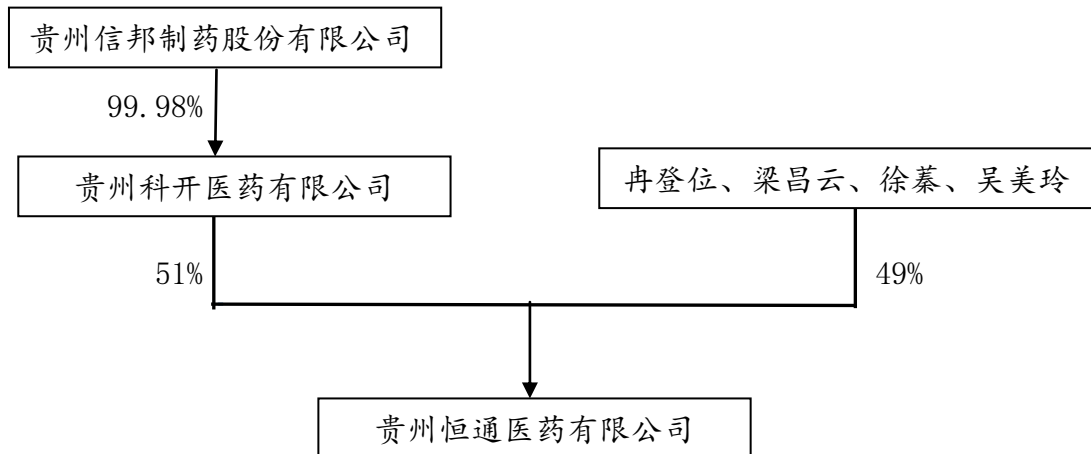 贵州信邦制药股份有限公司
99.98%
贵州科开医药有限公司
冉登位、梁昌云、徐蓁、吴美玲
51%
49%
贵州恒通医药有限公司